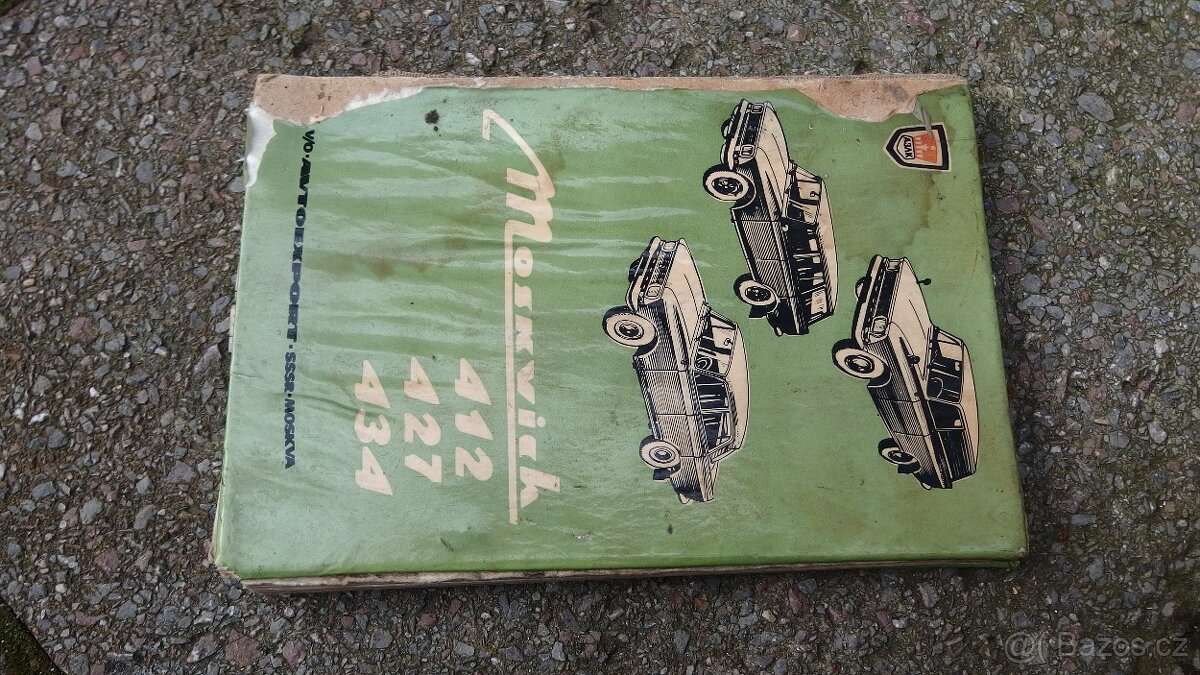 АЗЛК
Moskvich
412
427
434
V/O·AVTOEXPORT·SSSR·MOSKVA
@Bazos.cz